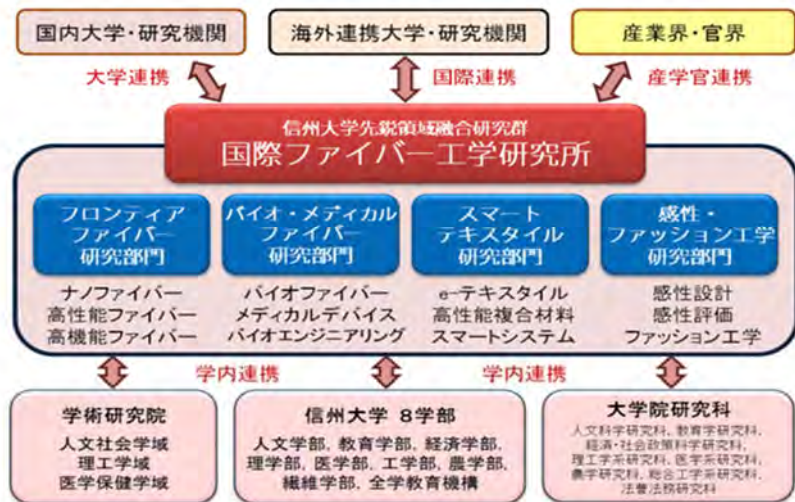 国内大学・研究機関
海外連携大学・研究機関
産業界・官界
大学連携
国際連携
産学官連携
信州大学先鋭領域融合研究群
国際ファイバー工学研究所
フロンティア
ファイバー
研究部門
バイオ・メディカル
ファイバー
研究部門
スマート
テキスタイル
研究部門
感性・
ファッション工学
研究部門
ナノファイバー
高性能ファイバー
高機能ファイバー
バイオファイバー
メディカルデバイス
バイオエンジニアリング
e-テキスタイル
高性能複合材料
スマートシステム
感性設計
感性評価
ファッション工学
学内連携
学内連携
学術研究院
人文社会学域
理工学域
医学保健学域
信州大学 8学部
人文学部、教育学部、経済学部、
理学部、医学部、工学部、農学部、
繊維学部、全学教育機構
大学院研究科
人文科学研究科、教育学研究科、
経済・社会政策科学研究科、
理工学系研究科、医学系研究科、
農学研究科、総合工学系研究科、
法曹法務研究科